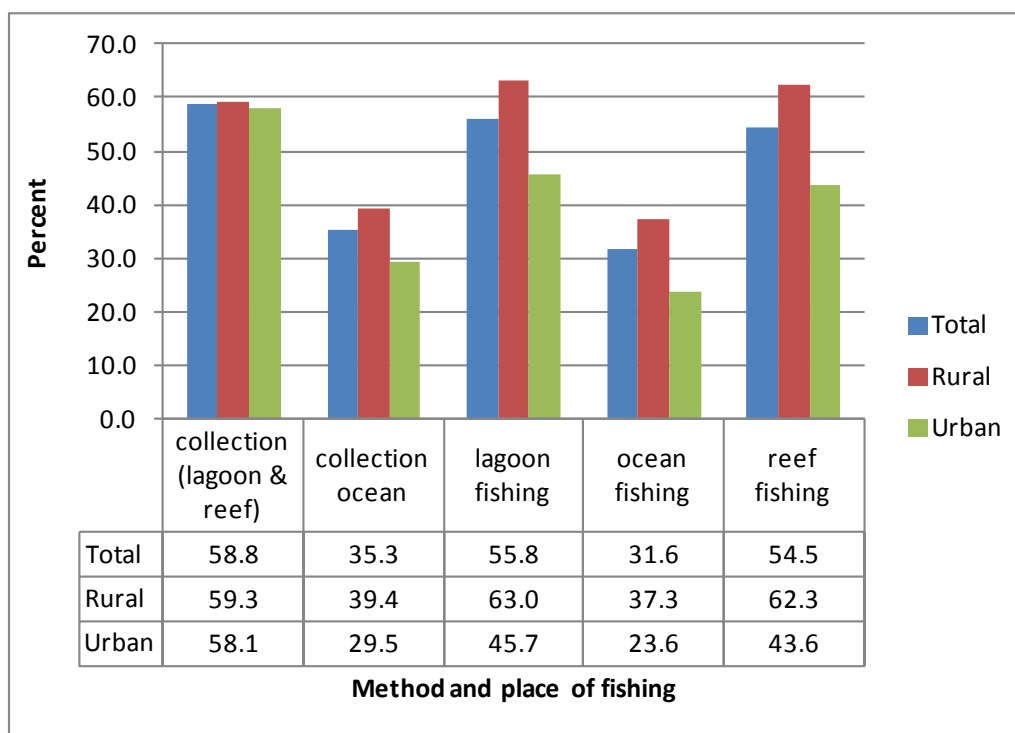 70.0
60.0
50.0
40.0
30.0
20.0
10.0
0.0
Percent
Total
Rural
Urban
collection (lagoon & reef)
collection ocean
lagoon fishing
ocean fishing
reef fishing
Total 58.8 35.3 55.8 31.6 54.5
Rural 59.3 39.4 63.0 37.3 62.3
Urban 58.1 29.5 45.7 23.6 43.6
Method and place of fishing